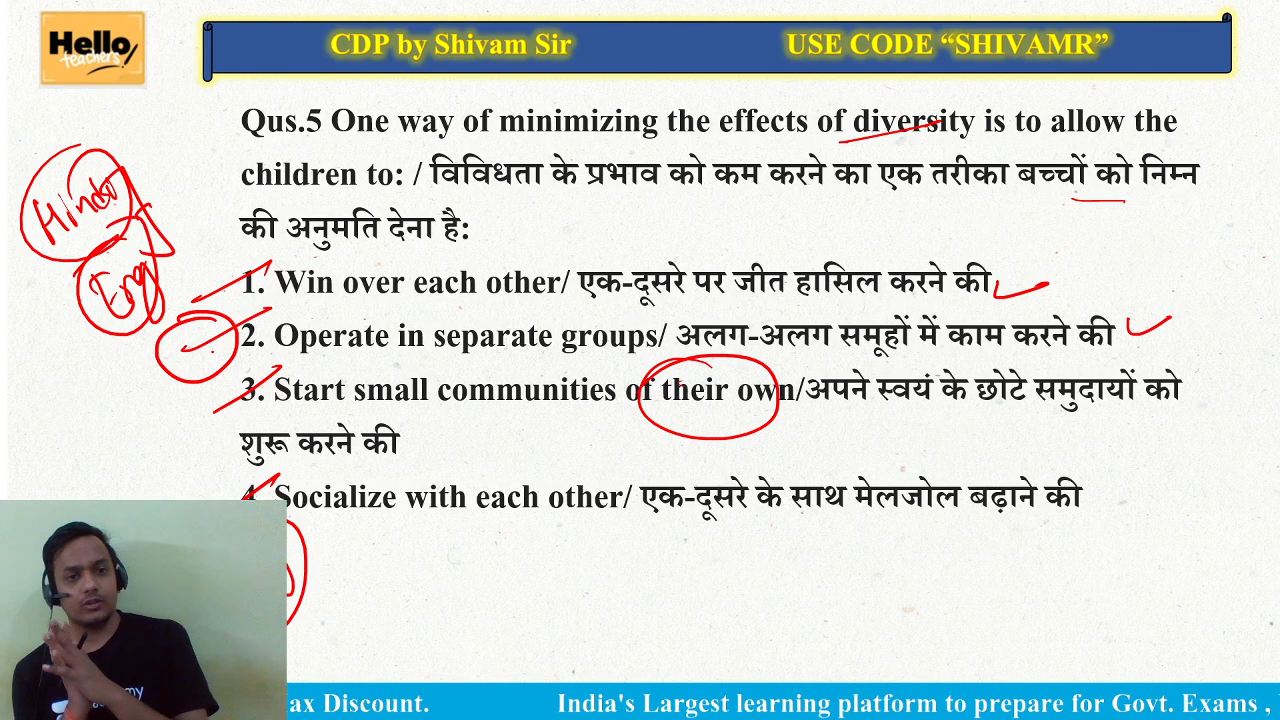 Hello
teachers!
CDP by Shivam Sir USE CODE “SHIVAMR”
Qus.5 One way of minimizing the effects of diversity is to allow the
children to: / विविधता के प्रभाव को कम करने का एक तरीका बच्चों को निम्न
की अनुमति देना है:
Hindi
Eng
1. Win over each other/ एक-दूसरे पर जीत हासिल करने की
2. Operate in separate groups/ अलग-अलग समूहों में काम करने की
3. Start small communities of their own/अपने स्वयं के छोटे समुदायों को
शुरू करने की
4. Socialize with each other/ एक-दूसरे के साथ मेलजोल बढ़ाने की
ax Discount. India's Largest learning platform to prepare for Govt. Exams ,